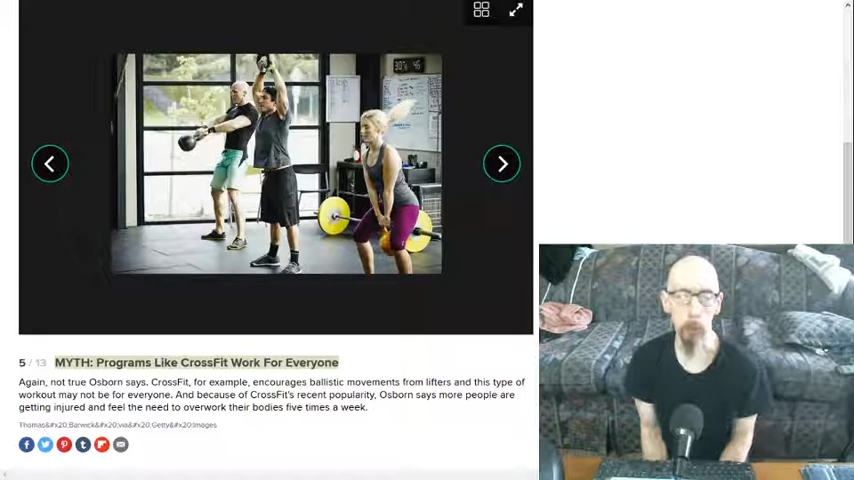 30 46
5 / 13 MYTH: Programs Like CrossFit Work For Everyone
Again, not true Osborn says. CrossFit, for example, encourages ballistic movements from lifters and this type of
workout may not be for everyone. And because of CrossFit's recent popularity, Osborn says more people are
getting injured and feel the need to overwork their bodies five times a week.
Thomas&#x20;Barwick&#x20;via&#x20;Getty&#x20;Images